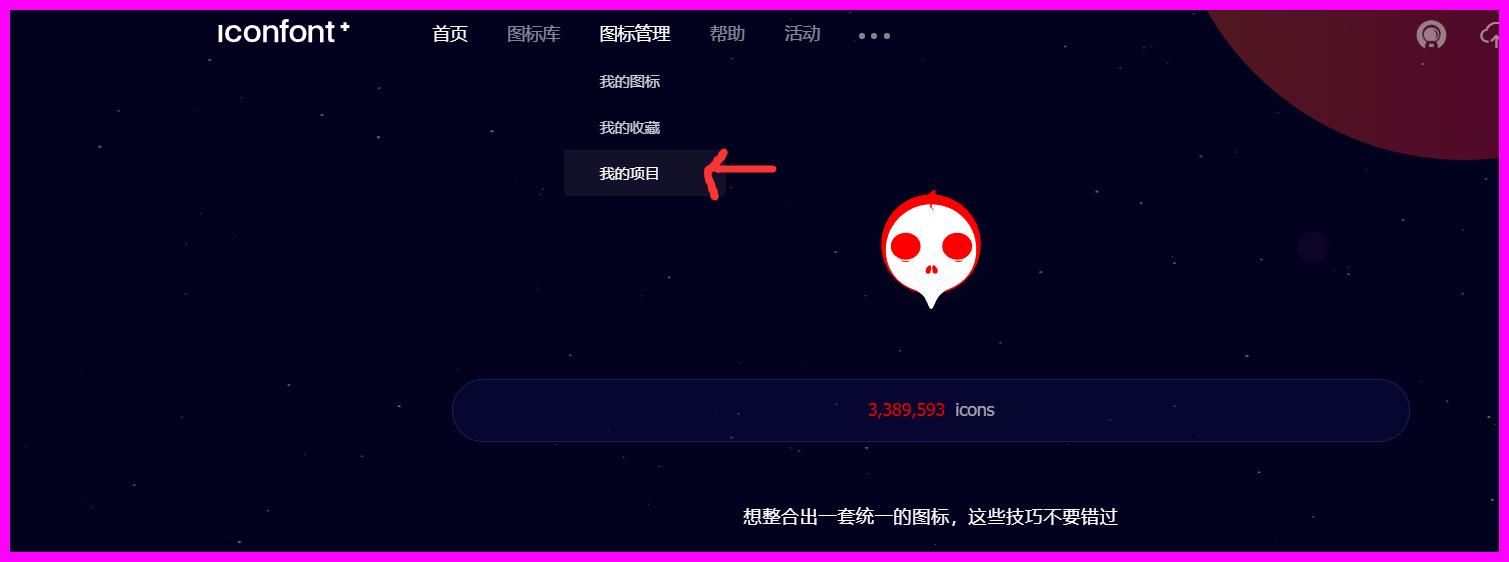 iconfont+ 首页 图标库 图标管理 帮助 活动
我的图标
我的收藏
我的项目
3,389,593 icons
想整合出一套统一的图标，这些技巧不要错过